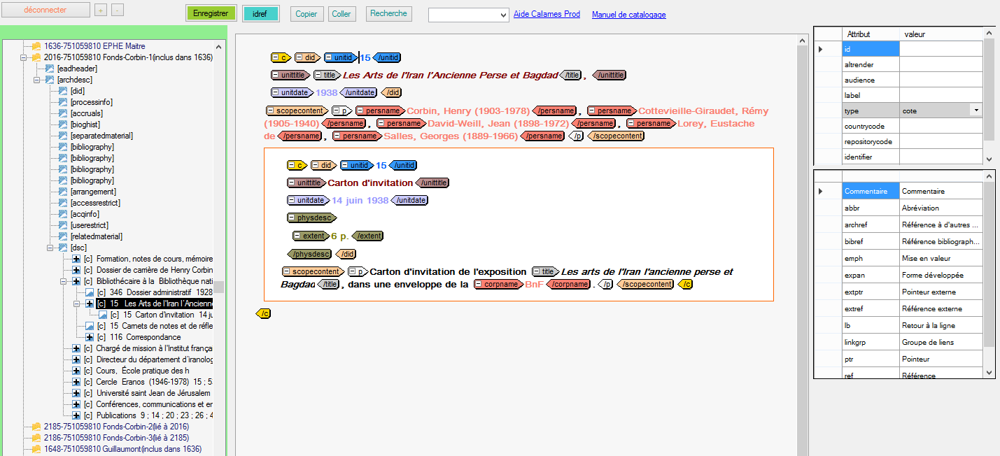 déconnecter + - Enregistrer idref Copier Coller Recherche Aide Calames Prod Manuel de catalogage
1636-751059810 EPHE Maitre
2016-751059810 Fonds-Corbin-1(inclus dans 1636)
[eadheader]
[archdesc]
[did]
[processinfo]
[accruals]
[bioghist]
[separatedmaterial]
[bibliography]
[bibliography]
[bibliography]
[bibliography]
[arrangement]
[accessrestrict]
[acqinfo]
[userestrict]
[relatedmaterial]
[dsc]
[c] Formation, notes de cours, mémoire
[c] Dossier de carrière de Henry Corbin
[c] Bibliothécaire à la Bibliothèque nati
[c] 346 Dossier administratif 1928
[c] 15 Les Arts de l'Iran l'Ancienne
[c] 15 Carton d'invitation 14 ju
[c] 15 Carnets de notes et de réfle
[c] 116 Correspondance
[c] Chargé de mission à l'Institut frança
[c] Directeur du département d'iranolog
[c] Cours, École pratique des h
[c] Cercle Eranos (1946-1978) 15 ; 5
[c] Université saint Jean de Jérusalem
[c] Conférences, communications et er
[c] Publications 9 ; 14 ; 20 ; 23 ; 26 ; 4
2185-751059810 Fonds-Corbin-2(lié à 2016)
2186-751059810 Fonds-Corbin-3(lié à 2185)
1648-751059810 Guillaumont(inclus dans 1636)
c did unitid 15 /unitid
unittitle title Les Arts de l'Iran l'Ancienne Perse et Bagdad /title , /unittitle
unitdate 1938 /unitdate /did
scopecontent p persname Corbin, Henry (1903-1978) /persname , persname Cottevieille-Giraudet, Rémy
(1905-1940) /persname , persname David-Weill, Jean (1898-1972) /persname , persname Lorey, Eustache
de /persname , persname Salles, Georges (1889-1966) /persname /p /scopecontent
c did unitid 15 /unitid
unittitle Carton d'invitation /unittitle
unitdate 14 juin 1938 /unitdate
physdesc
extent 6 p. /extent
/physdesc /did
scopecontent p Carton d'invitation de l'exposition title Les arts de l'Iran l'ancienne perse et
Bagdad /title , dans une enveloppe de la corpname BnF /corpname . /p /scopecontent /c
/c
Attribut valeur
id
altrender
audience
label
type cote
countrycode
repositorycode
identifier
Commentaire Commentaire
abbr Abréviation
archref Référence à d'autres ...
bibref Référence bibliograph...
emph Mise en valeur
expan Forme développée
extptr Pointeur externe
extref Référence externe
lb Retour à la ligne
linkgrp Groupe de liens
ptr Pointeur
ref Référence